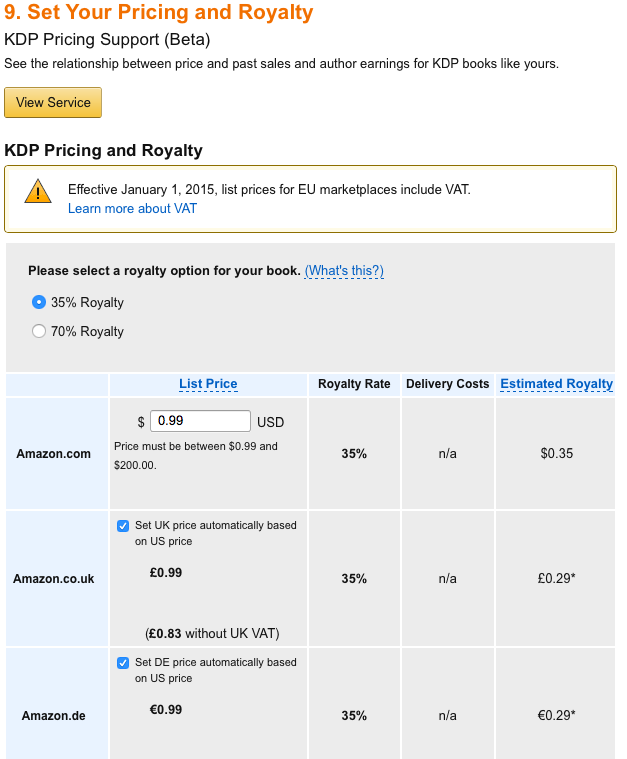 9. Set Your Pricing and Royalty
KDP Pricing Support (Beta)
See the relationship between price and past sales and author earnings for KDP books like yours.
View Service
KDP Pricing and Royalty
Effective January 1, 2015, list prices for EU marketplaces include VAT.
Learn more about VAT
Please select a royalty option for your book. (What's this?)
35% Royalty
70% Royalty
List Price Royalty Rate Delivery Costs Estimated Royalty
Amazon.com
$ 0.99 USD
Price must be between $0.99 and
$200.00.
35% n/a $0.35
Amazon.co.uk
Set UK price automatically based
on US price
£0.99
(£0.83 without UK VAT)
35% n/a £0.29*
Amazon.de
Set DE price automatically based
on US price
€0.99
35% n/a €0.29*